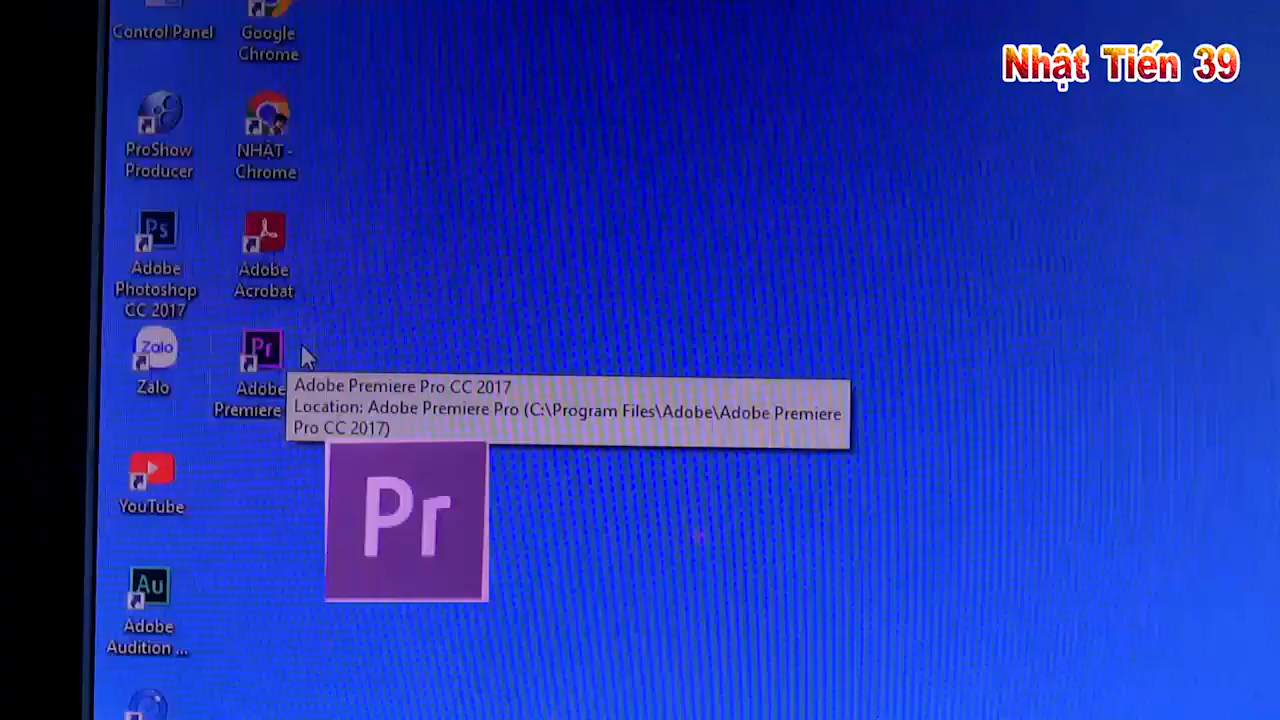 Control Panel
Google
Chrome
Nhật Tiến 39
ProShow
Producer
NHẬT -
Chrome
Ps
Adobe
Photoshop
CC 2017
Adobe
Acrobat
Zalo
Zalo
Pr
Adobe
Premiere
Adobe Premiere Pro CC 2017
Location: Adobe Premiere Pro (C:\Program Files\Adobe\Adobe Premiere
Pro CC 2017)
Pr
YouTube
Au
Adobe
Audition ...